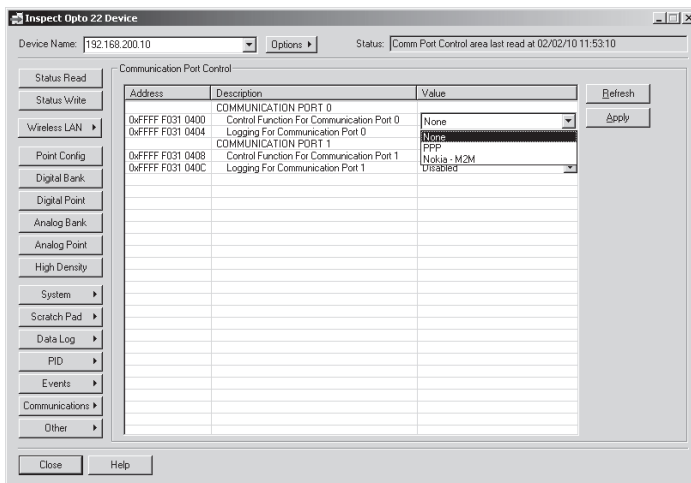 Inspect Opto 22 Device
Device Name: 192.168.200.10 Options Status: Comm Port Control area last read at 02/02/10 11:53:10
Status Read
Status Write
Wireless LAN
Point Config
Digital Bank
Digital Point
Analog Bank
Analog Point
High Density
System
Scratch Pad
Data Log
PID
Events
Communications
Other
Communication Port Control
Address Description Value
COMMUNICATION PORT 0
0xFFFF F031 0400 Control Function For Communication Port 0 None
0xFFFF F031 0404 Logging For Communication Port 0 None
COMMUNICATION PORT 1 PPP
0xFFFF F031 0408 Control Function For Communication Port 1 Nokia - M2M
0xFFFF F031 040C Logging For Communication Port 1 Disabled
Refresh
Apply
Close Help